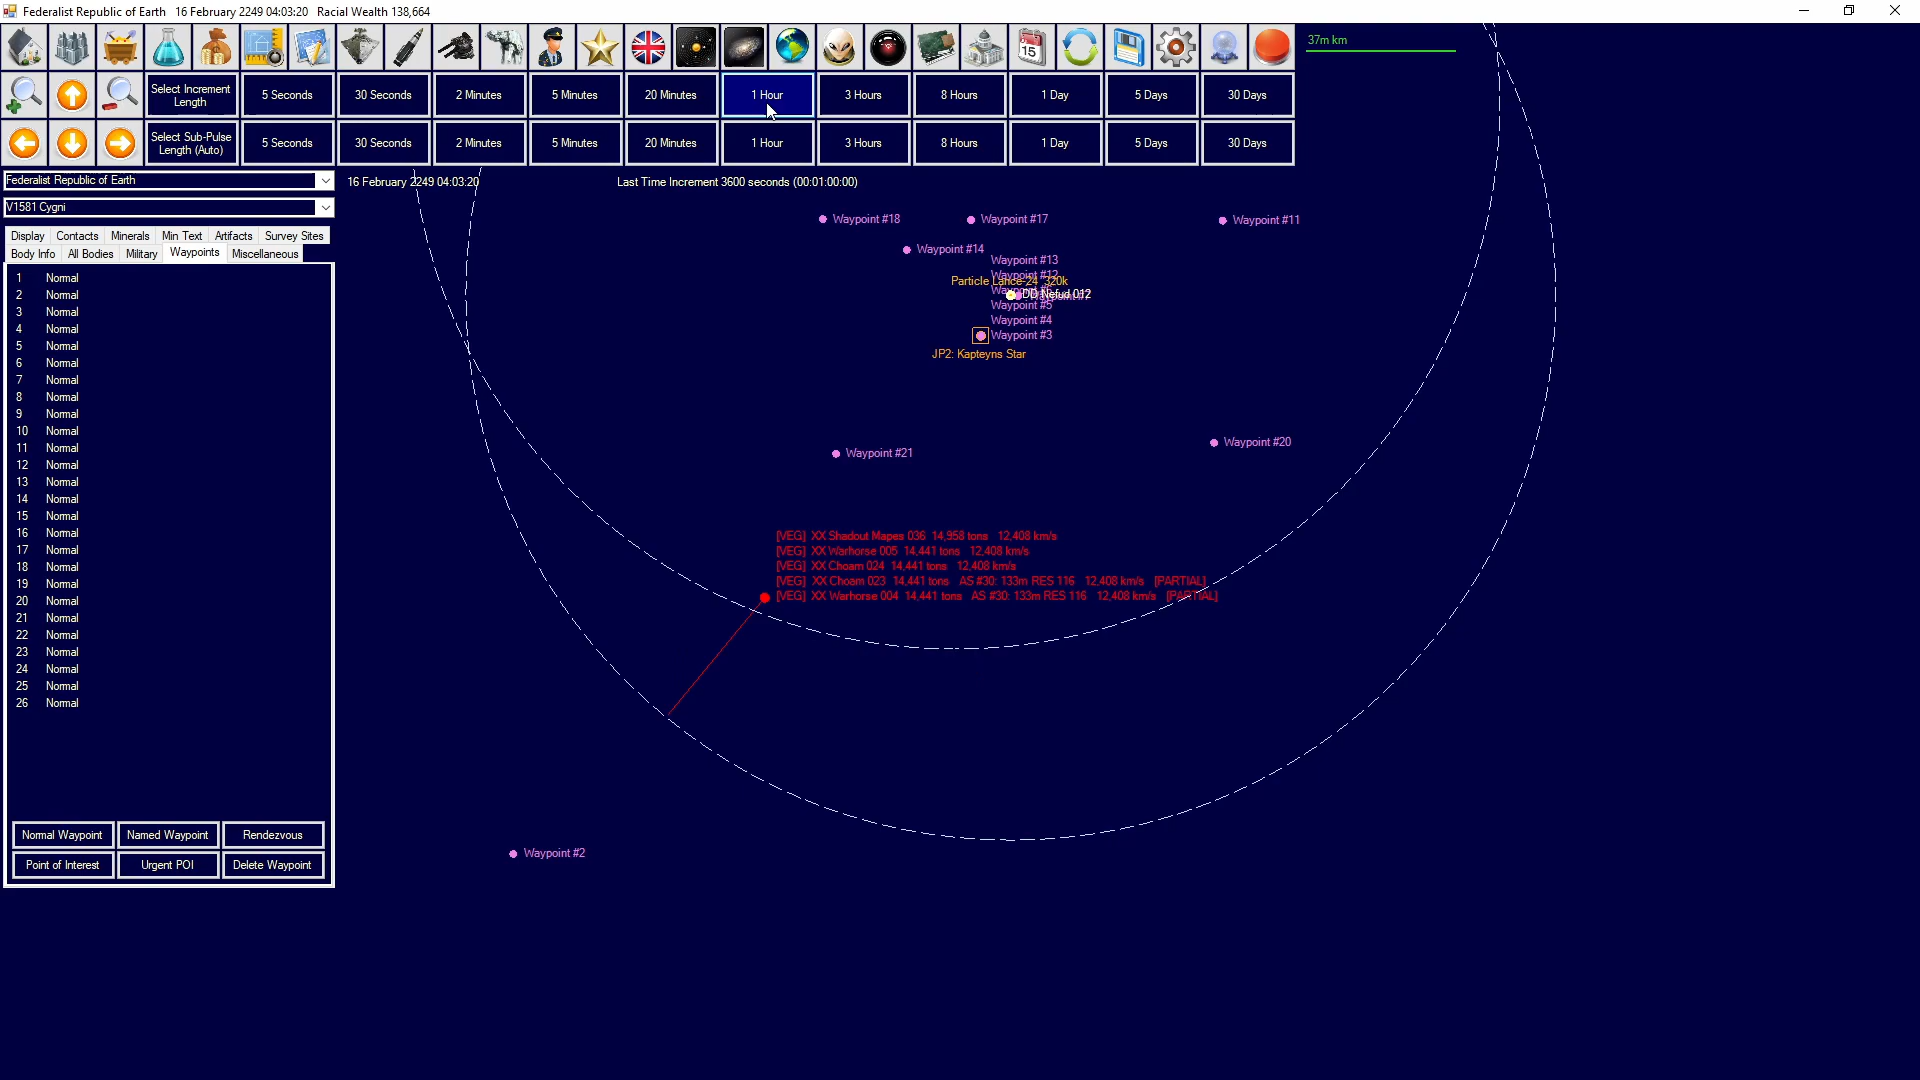 Federalist Republic of Earth   16 February 2249 04:03:20   Racial Wealth 138,664
37m km
15
Select Increment Length
5 Seconds
30 Seconds
2 Minutes
5 Minutes
20 Minutes
1 Hour
3 Hours
8 Hours
1 Day
5 Days
30 Days
Select Sub-Pulse Length (Auto)
5 Seconds
30 Seconds
2 Minutes
5 Minutes
20 Minutes
1 Hour
3 Hours
8 Hours
1 Day
5 Days
30 Days
Federalist Republic of Earth
16 February 2249 04:03:20
Last Time Increment 3600 seconds (00:01:00:00)
V1581 Cygni
Display Contacts Minerals Min Text Artifacts Survey Sites
Body Info All Bodies Military Waypoints Miscellaneous
1 Normal
2 Normal
3 Normal
4 Normal
5 Normal
6 Normal
7 Normal
8 Normal
9 Normal
10 Normal
11 Normal
12 Normal
13 Normal
14 Normal
15 Normal
16 Normal
17 Normal
18 Normal
19 Normal
20 Normal
21 Normal
22 Normal
23 Normal
24 Normal
25 Normal
26 Normal
Normal Waypoint
Named Waypoint
Rendezvous
Point of Interest
Urgent POI
Delete Waypoint
Waypoint #18
Waypoint #17
Waypoint #11
Waypoint #14
Waypoint #13
Waypoint #12
Particle Lance-24 320k
DD Nefud 012
Waypoint #5
Waypoint #4
Waypoint #3
JP2: Kapteyns Star
Waypoint #20
Waypoint #21
[VEG] XX Shadout Mapes 036 14,958 tons 12,408 km/s
[VEG] XX Warhorse 005 14,441 tons 12,408 km/s
[VEG] XX Choam 024 14,441 tons 12,408 km/s
[VEG] XX Choam 023 14,441 tons AS #30: 133m RES 116 12,408 km/s [PARTIAL]
[VEG] XX Warhorse 004 14,441 tons AS #30: 133m RES 116 12,408 km/s [PARTIAL]
Waypoint #2